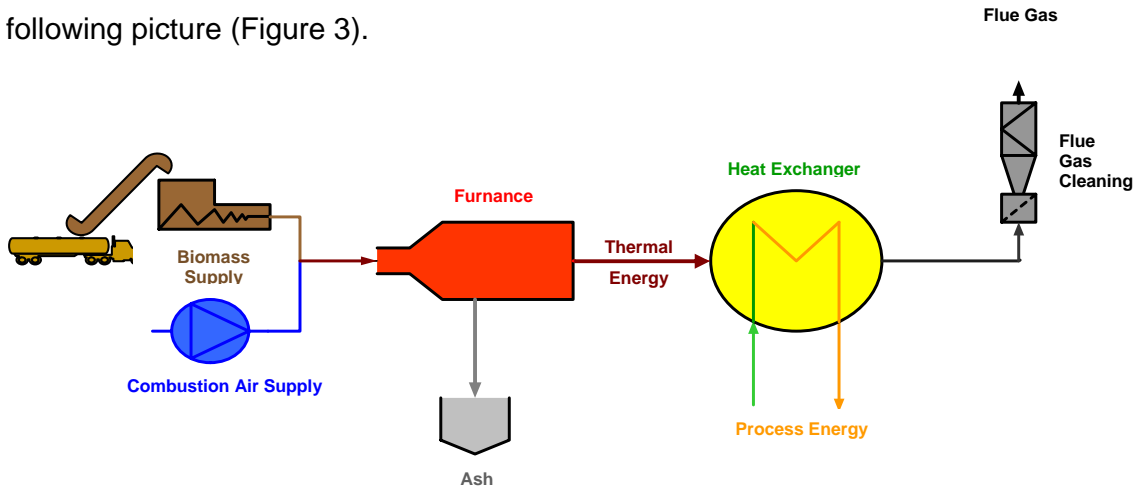 Flue Gas
following picture (Figure 3).
Flue
Gas
Cleaning
Heat Exchanger
Furnance
Thermal
Energy
Biomass
Supply
Combustion Air Supply
Process Energy
Ash